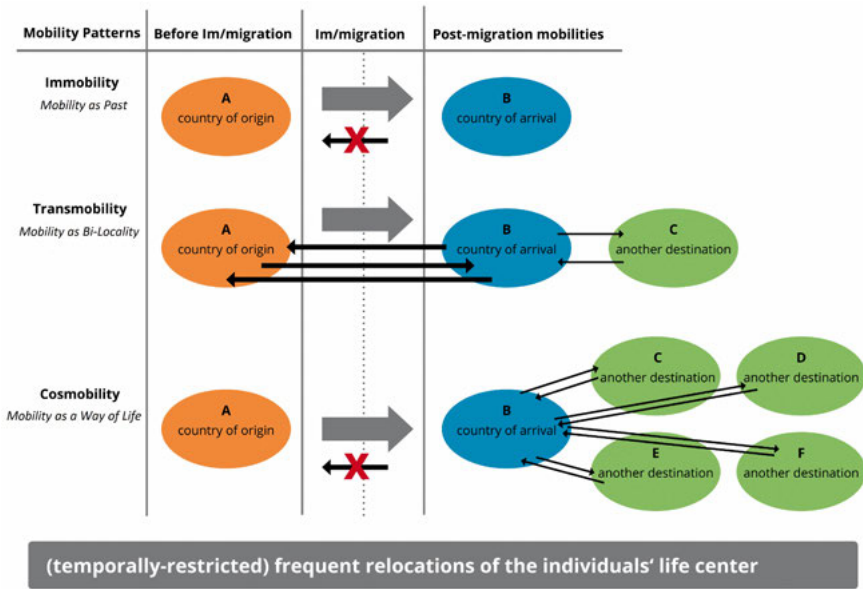 Mobility Patterns
Before Im/migration
Im/migration
Post-migration mobilities
Immobility
Mobility as Past
A
country of origin
X
B
country of arrival
Transmobility
Mobility as Bi-Locality
A
country of origin
B
country of arrival
C
another destination
Cosmobility
Mobility as a Way of Life
A
country of origin
X
B
country of arrival
C
another destination
D
another destination
E
another destination
F
another destination
(temporally-restricted) frequent relocations of the individuals‘ life center